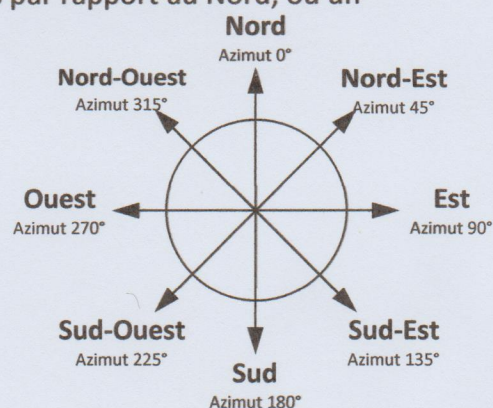 par rapport au Nord, ou un
Nord
Azimut 0°
Nord-Ouest
Azimut 315°
Nord-Est
Azimut 45°
Ouest
Azimut 270°
Est
Azimut 90°
Sud-Ouest
Azimut 225°
Sud-Est
Azimut 135°
Sud
Azimut 180°